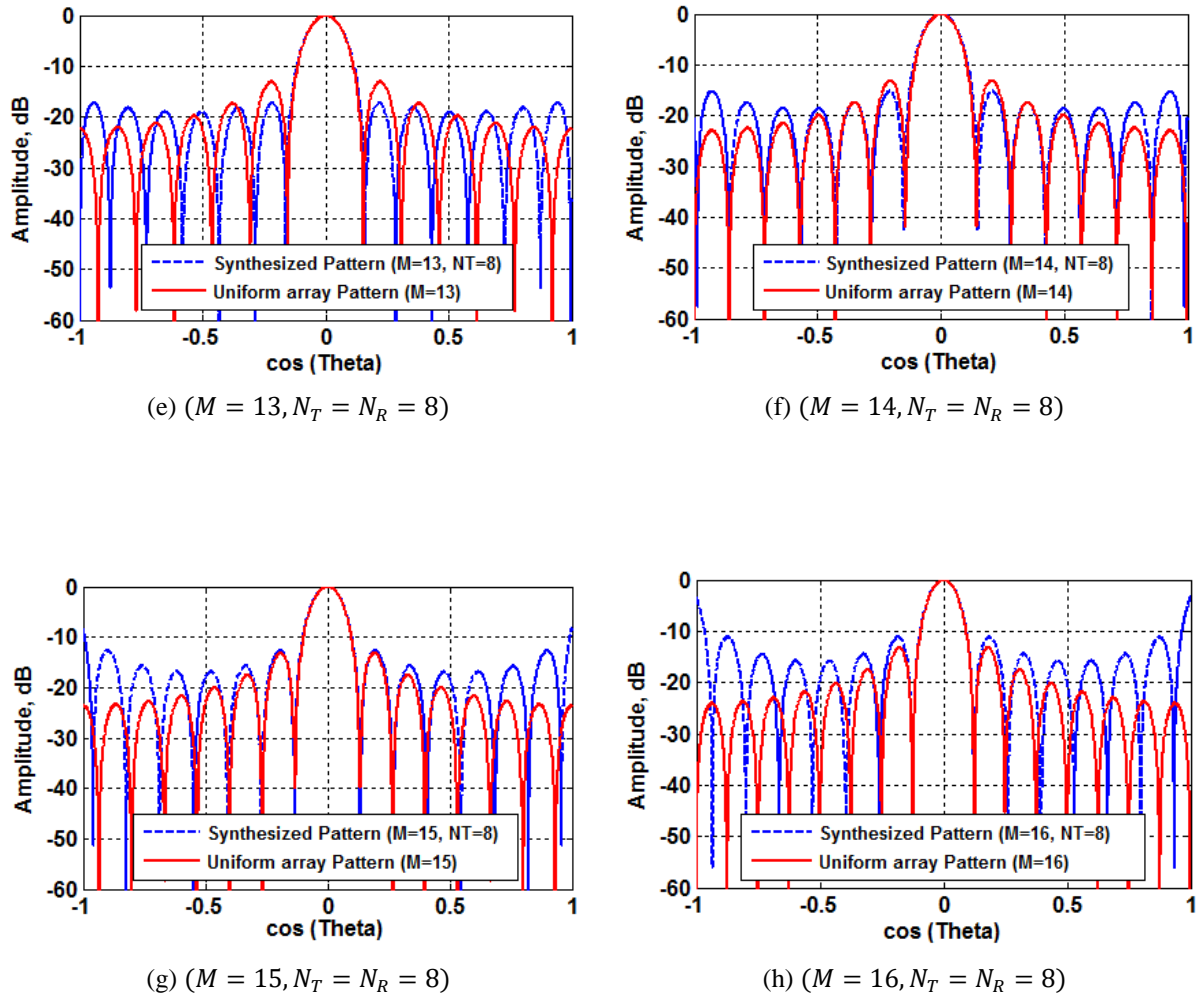 0
-10
-20
-30
-40
-50
-60
Amplitude, dB
Synthesized Pattern (M=13, NT=8)
Uniform array Pattern (M=13)
-1 -0.5 0 0.5 1
cos (Theta)
(e) (M = 13, N_T = N_R = 8)
0
-10
-20
-30
-40
-50
-60
Amplitude, dB
Synthesized Pattern (M=14, NT=8)
Uniform array Pattern (M=14)
-1 -0.5 0 0.5 1
cos (Theta)
(f) (M = 14, N_T = N_R = 8)
0
-10
-20
-30
-40
-50
-60
Amplitude, dB
Synthesized Pattern (M=15, NT=8)
Uniform array Pattern (M=15)
-1 -0.5 0 0.5 1
cos (Theta)
(g) (M = 15, N_T = N_R = 8)
0
-10
-20
-30
-40
-50
-60
Amplitude, dB
Synthesized Pattern (M=16, NT=8)
Uniform array Pattern (M=16)
-1 -0.5 0 0.5 1
cos (Theta)
(h) (M = 16, N_T = N_R = 8)